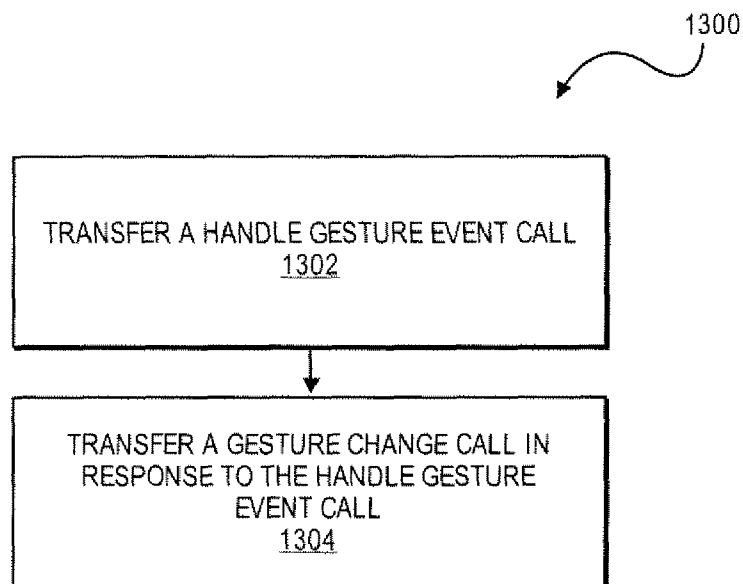 1300
TRANSFER A HANDLE GESTURE EVENT CALL
1302
TRANSFER A GESTURE CHANGE CALL IN
RESPONSE TO THE HANDLE GESTURE
EVENT CALL
1304